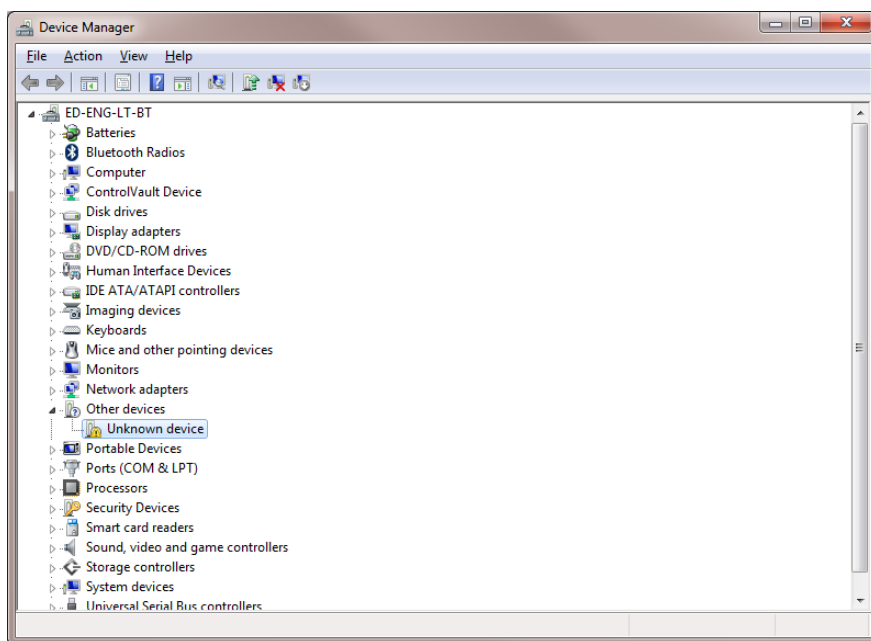 Device Manager
File Action View Help
ED-ENG-LT-BT
Batteries
Bluetooth Radios
Computer
ControlVault Device
Disk drives
Display adapters
DVD/CD-ROM drives
Human Interface Devices
IDE ATA/ATAPI controllers
Imaging devices
Keyboards
Mice and other pointing devices
Monitors
Network adapters
Other devices
Unknown device
Portable Devices
Ports (COM & LPT)
Processors
Security Devices
Smart card readers
Sound, video and game controllers
Storage controllers
System devices
Universal Serial Bus controllers